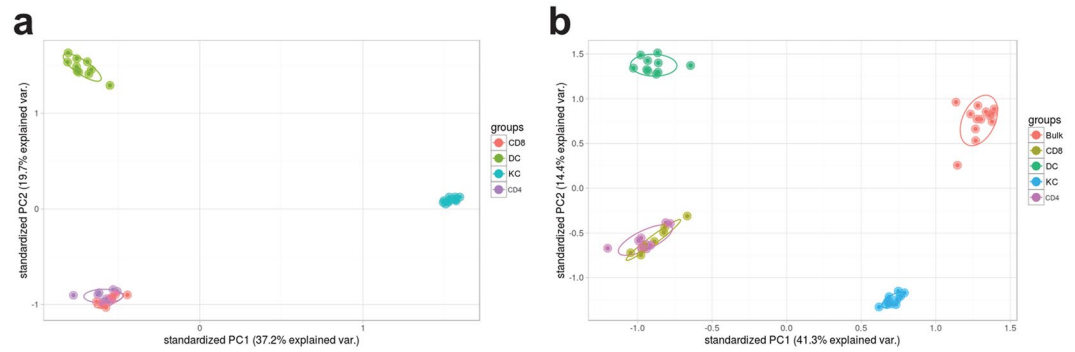 a
standardized PC2 (19.7% explained var.)
1
0
-1
0
1
standardized PC1 (37.2% explained var.)
groups
CD8
DC
KC
CD4
b
standardized PC2 (14.4% explained var.)
1.5
1.0
0.5
0.0
-0.5
-1.0
-1.0
-0.5
0.0
0.5
1.0
1.5
standardized PC1 (41.3% explained var.)
groups
Bulk
CD8
DC
KC
CD4